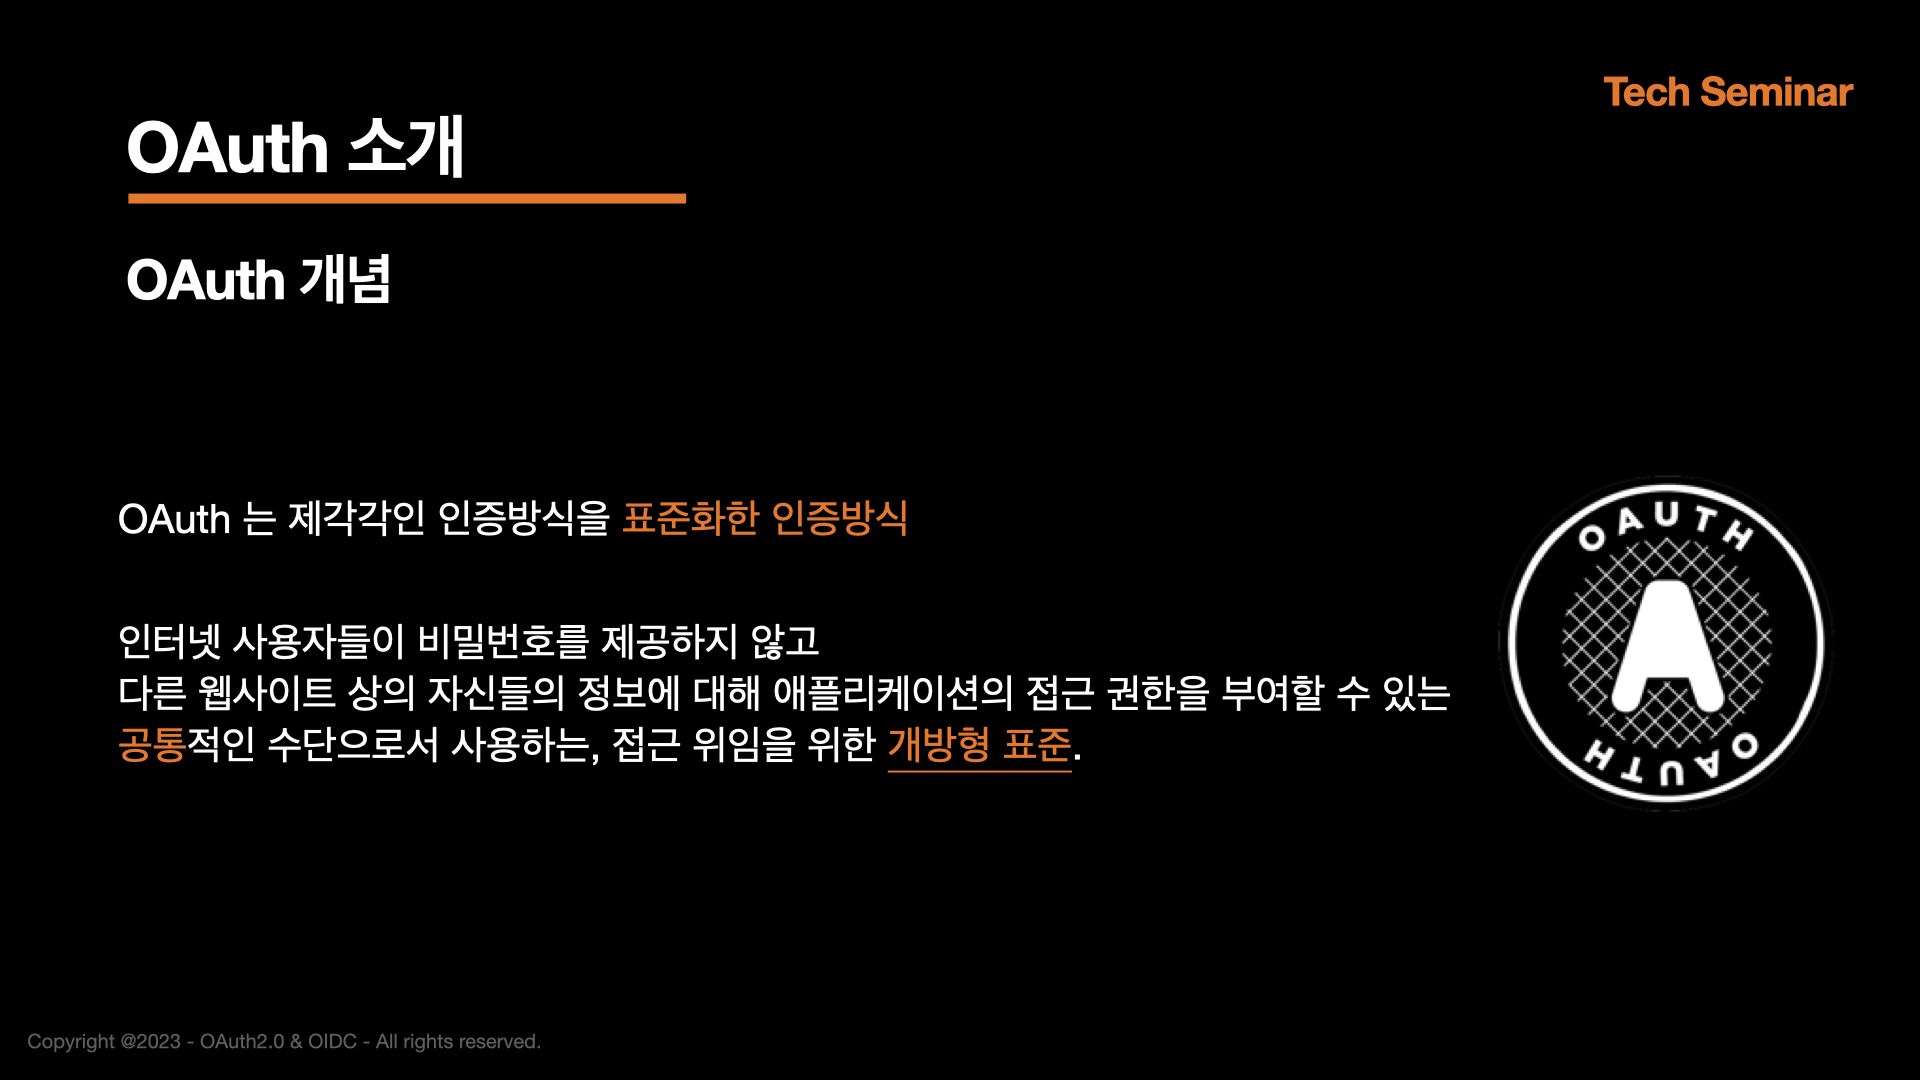 Tech Seminar
OAuth 소개
OAuth 개념
OAuth 는 제각각인 인증방식을 표준화한 인증방식
인터넷 사용자들이 비밀번호를 제공하지 않고
다른 웹사이트 상의 자신들의 정보에 대해 애플리케이션의 접근 권한을 부여할 수 있는
공통적인 수단으로서 사용하는, 접근 위임을 위한 개방형 표준.
OAUTH
A
OAUTH
Copyright @2023 - OAuth2.0 & OIDC - All rights reserved.